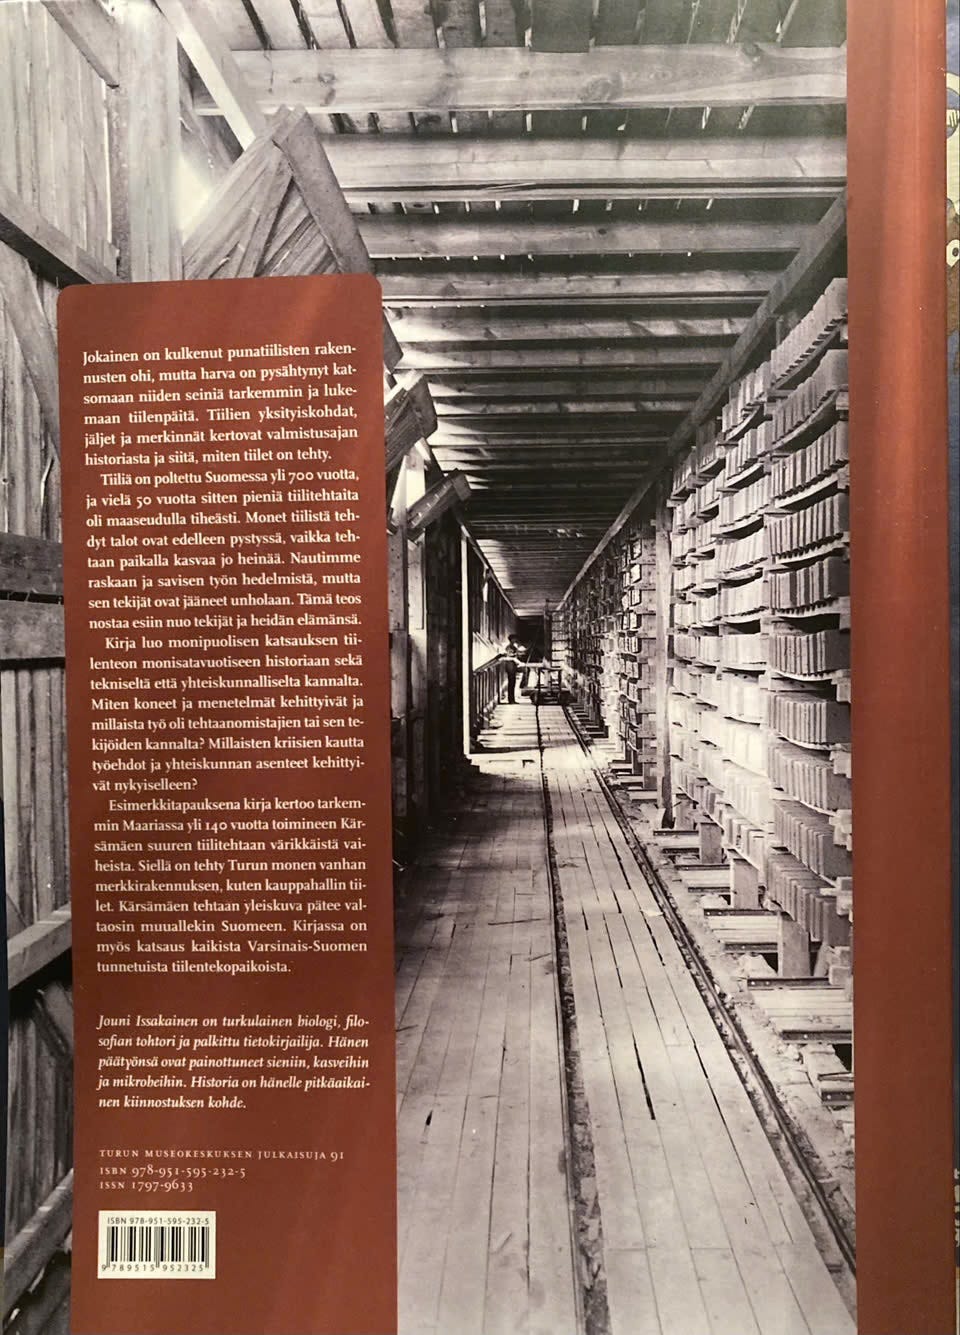 Jokainen on kulkenut punatiilisten raken-
nusten ohi, mutta harva on pysähtynyt kat-
somaan niiden seiniä tarkemmin ja luke-
maan tiilenpäitä. Tiilien yksityiskohdat,
jäljet ja merkinnät kertovat valmistusajan
historiasta ja siitä, miten tiilet on tehty.
Tiiliä on poltettu Suomessa yli 700 vuotta,
ja vielä 50 vuotta sitten pieniä tiilitehtaita
oli maaseudulla tiheästi. Monet tiilistä teh-
dyt talot ovat edelleen pystyssä, vaikka teh-
taan paikalla kasvaa jo heinää. Nautimme
raskaan ja savisen työn hedelmistä, mutta
sen tekijät ovat jääneet unholaan. Tämä teos
nostaa esiin nuo tekijät ja heidän elämänsä.
Kirja luo monipuolisen katsauksen tii-
lenteon monisatavuotiseen historiaan sekä
tekniseltä että yhteiskunnalliselta kannalta.
Miten koneet ja menetelmät kehittyivät ja
millaista työ oli tehtaanomistajien tai sen te-
kijöiden kannalta? Millaisten kriisien kautta
työehdot ja yhteiskunnan asenteet kehittyi-
vät nykyiselleen?
Esimerkkitapauksena kirja kertoo tarkem-
min Maariassa yli 140 vuotta toimineen Kär-
sämäen suuren tiilitehtaan värikkäistä vai-
heista. Siellä on tehty Turun monen vanhan
merkkirakennuksen, kuten kauppahallin tii-
let. Kärsämäen tehtaan yleiskuva pätee val-
taosin muuallekin Suomeen. Kirjassa on
myös katsaus kaikista Varsinais-Suomen
tunnetuista tiilentekopaikoista.
Jouni Issakainen on turkulainen biologi, filo-
sofian tohtori ja palkittu tietokirjailija. Hänen
päätyönsä ovat painottuneet sieniin, kasveihin
ja mikrobeihin. Historia on hänelle pitkäaikai-
nen kiinnostuksen kohde.
TURUN MUSEOKESKUKSEN JULKAISUJA 91
ISBN 978-951-595-232-5
ISSN 1797-9633
ISBN 978-951-595-232-5
9 789515 952325